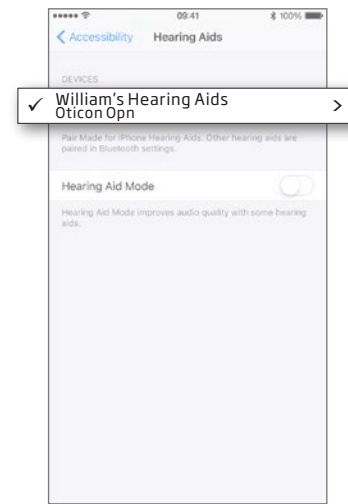 09:41 100%
Accessibility Hearing Aids
DEVICES
William's Hearing Aids
Oticon Opn
Pair Made for iPhone Hearing Aids. Other hearing aids are
paired in Bluetooth settings.
Hearing Aid Mode
Hearing Aid Mode improves audio quality with some hearing
aids.